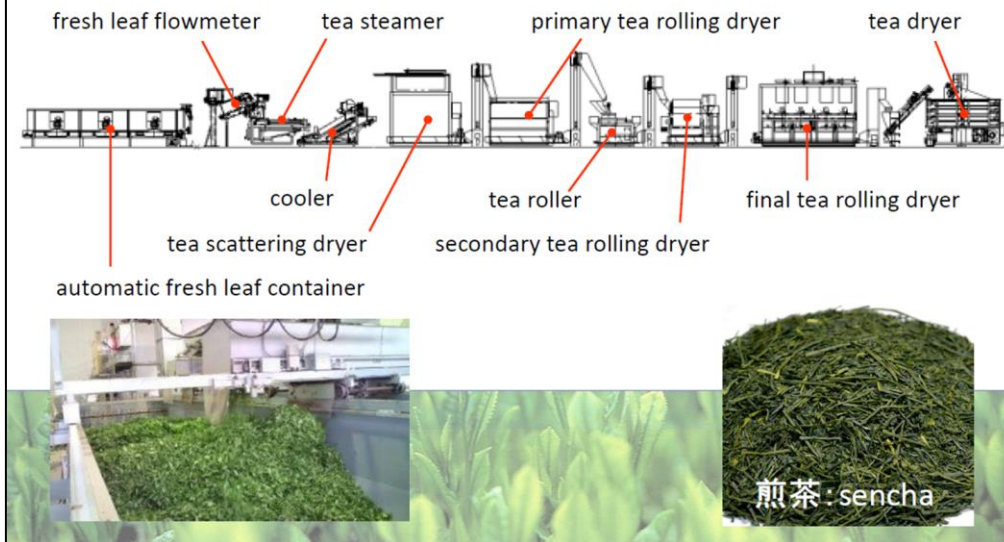 fresh leaf flowmeter
tea steamer
primary tea rolling dryer
tea dryer
cooler
tea roller
final tea rolling dryer
tea scattering dryer
secondary tea rolling dryer
automatic fresh leaf container
煎茶：sencha